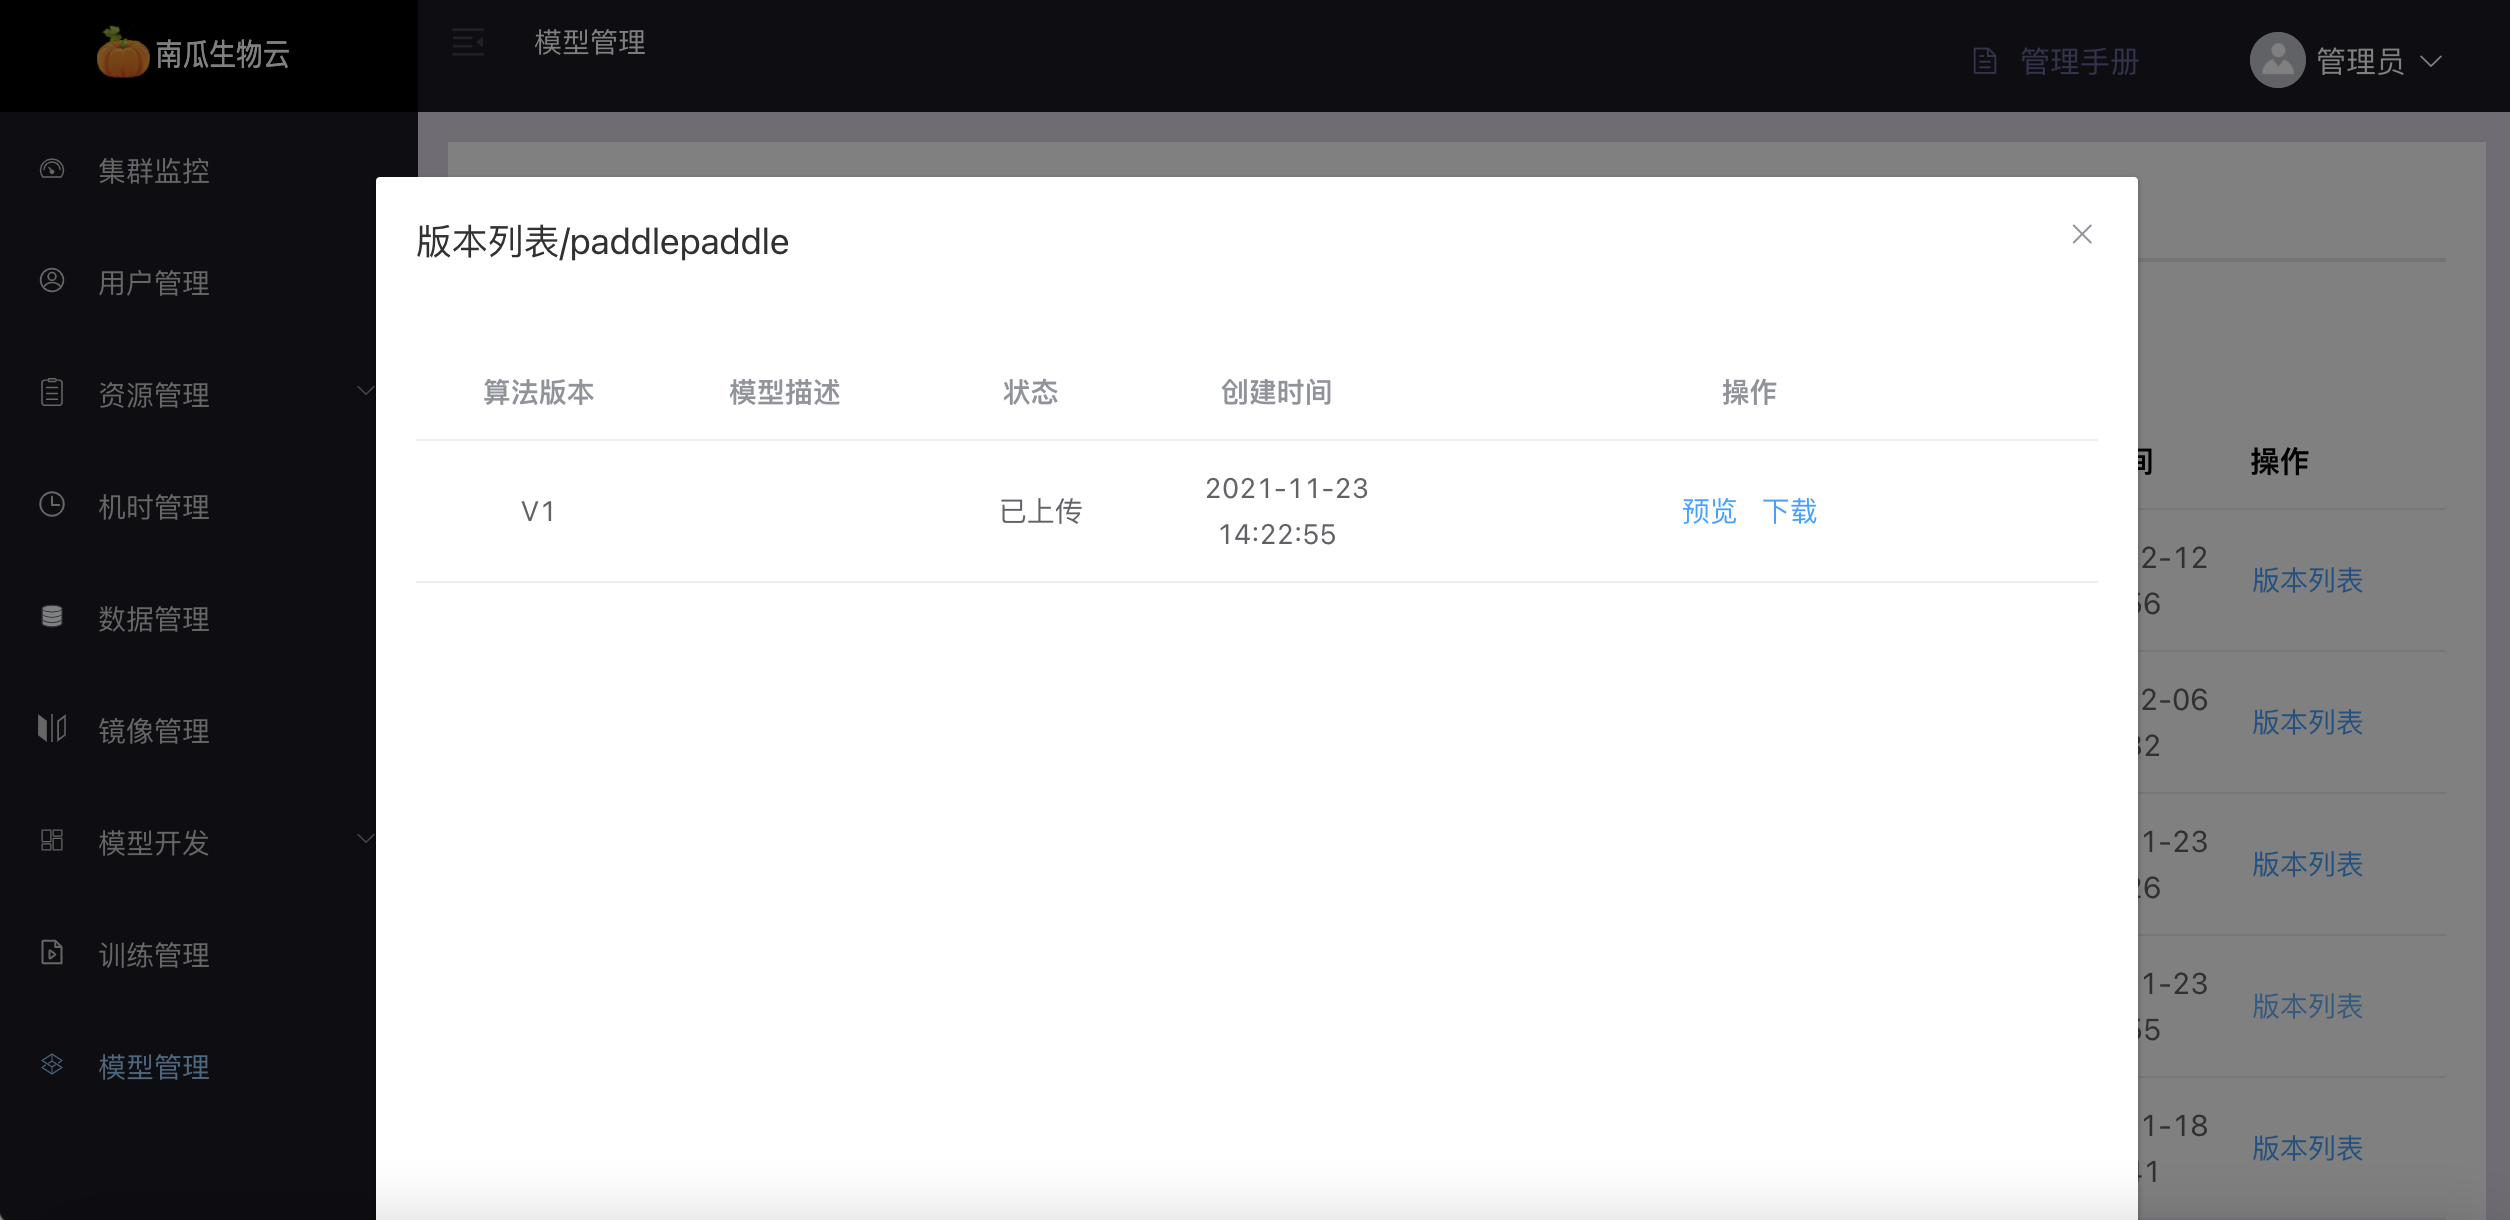 南瓜生物云
模型管理
管理手册
管理员
集群监控
用户管理
资源管理
机时管理
数据管理
镜像管理
模型开发
训练管理
模型管理
版本列表/paddlepaddle
算法版本 模型描述 状态 创建时间 操作
V1 已上传 2021-11-23 预览 下载
14:22:55
间 操作
2-12
56
版本列表
2-06
32
版本列表
1-23
26
版本列表
1-23
55
版本列表
1-18
41
版本列表